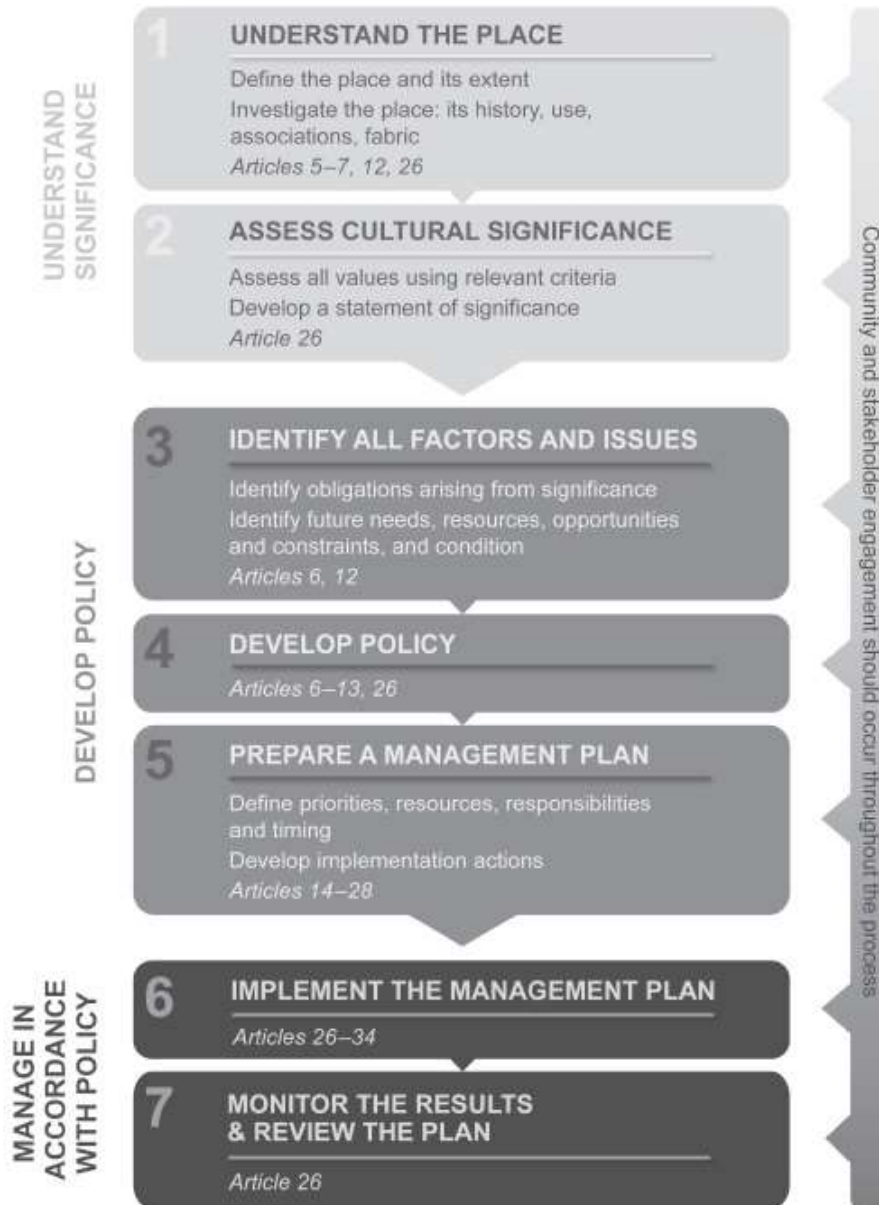 UNDERSTAND
SIGNIFICANCE
1
UNDERSTAND THE PLACE
Define the place and its extent
Investigate the place: its history, use,
associations, fabric
Articles 5–7, 12, 26
2
ASSESS CULTURAL SIGNIFICANCE
Assess all values using relevant criteria
Develop a statement of significance
Article 26
DEVELOP POLICY
3
IDENTIFY ALL FACTORS AND ISSUES
Identify obligations arising from significance
Identify future needs, resources, opportunities
and constraints, and condition
Articles 6, 12
4
DEVELOP POLICY
Articles 6–13, 26
5
PREPARE A MANAGEMENT PLAN
Define priorities, resources, responsibilities
and timing
Develop implementation actions
Articles 14–28
MANAGE IN
ACCORDANCE
WITH POLICY
6
IMPLEMENT THE MANAGEMENT PLAN
Articles 26–34
7
MONITOR THE RESULTS
& REVIEW THE PLAN
Article 26
Community and stakeholder engagement should occur throughout the process